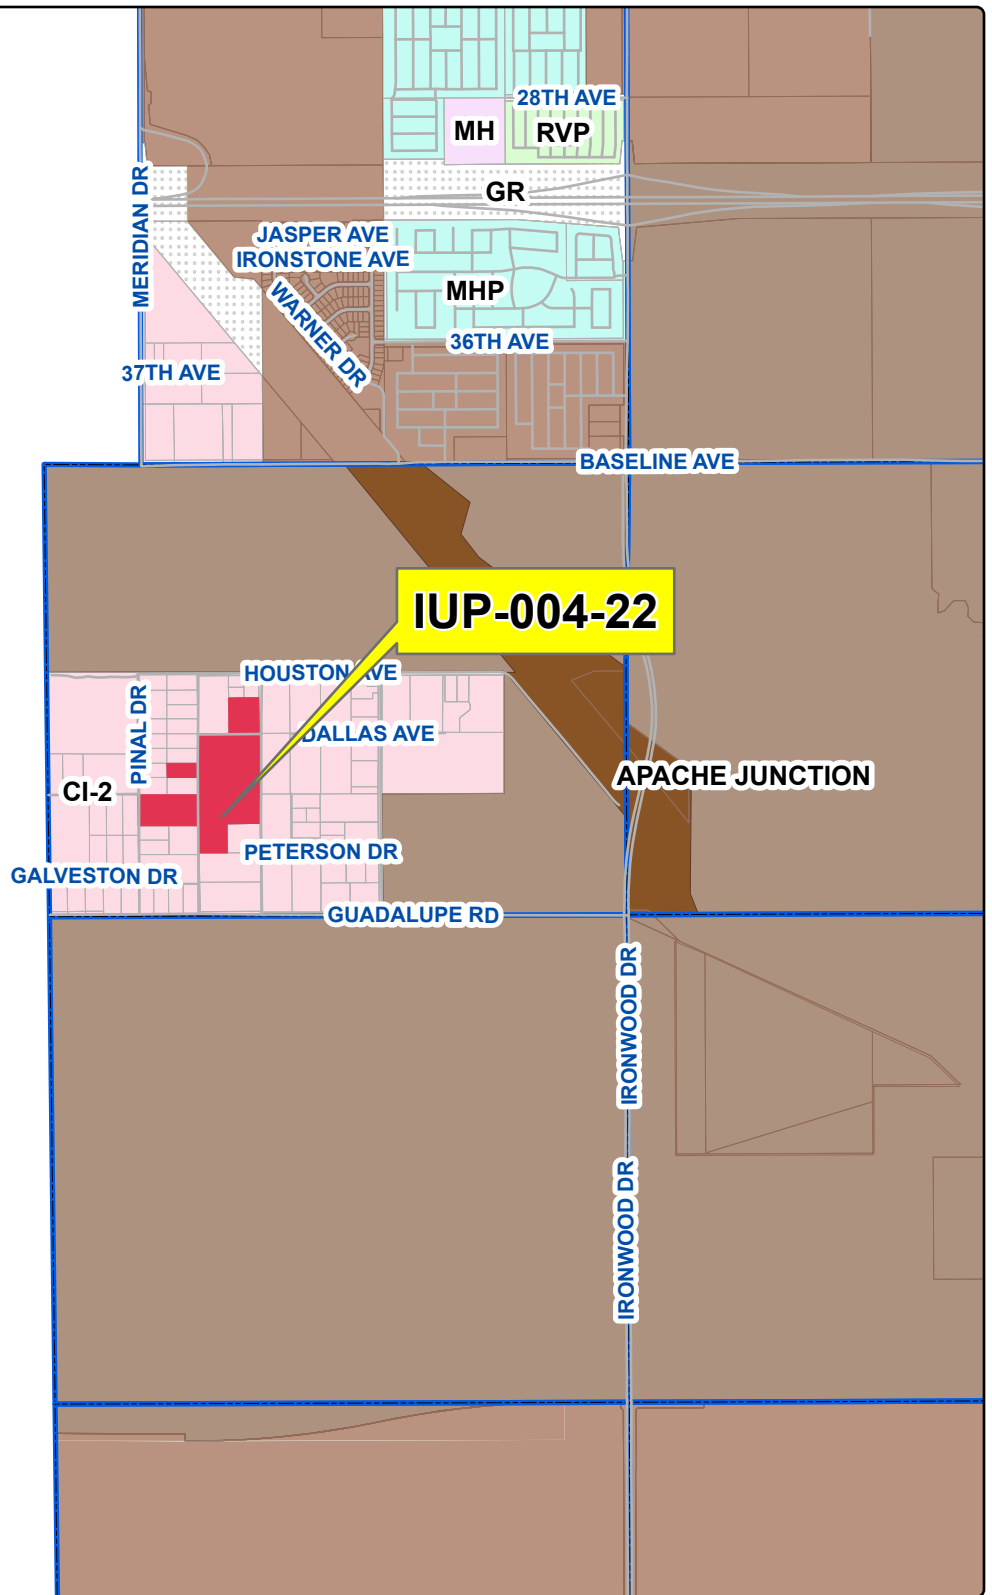 28TH AVE
MH
RVP
GR
MERIDIAN DR
JASPER AVE
IRONSTONE AVE
MHP
WARNER DR
36TH AVE
37TH AVE
BASELINE AVE
IUP-004-22
HOUSTON AVE
PINAL DR
DALLAS AVE
APACHE JUNCTION
CI-2
PETERSON DR
GALVESTON DR
GUADALUPE RD
IRONWOOD DR
IRONWOOD DR